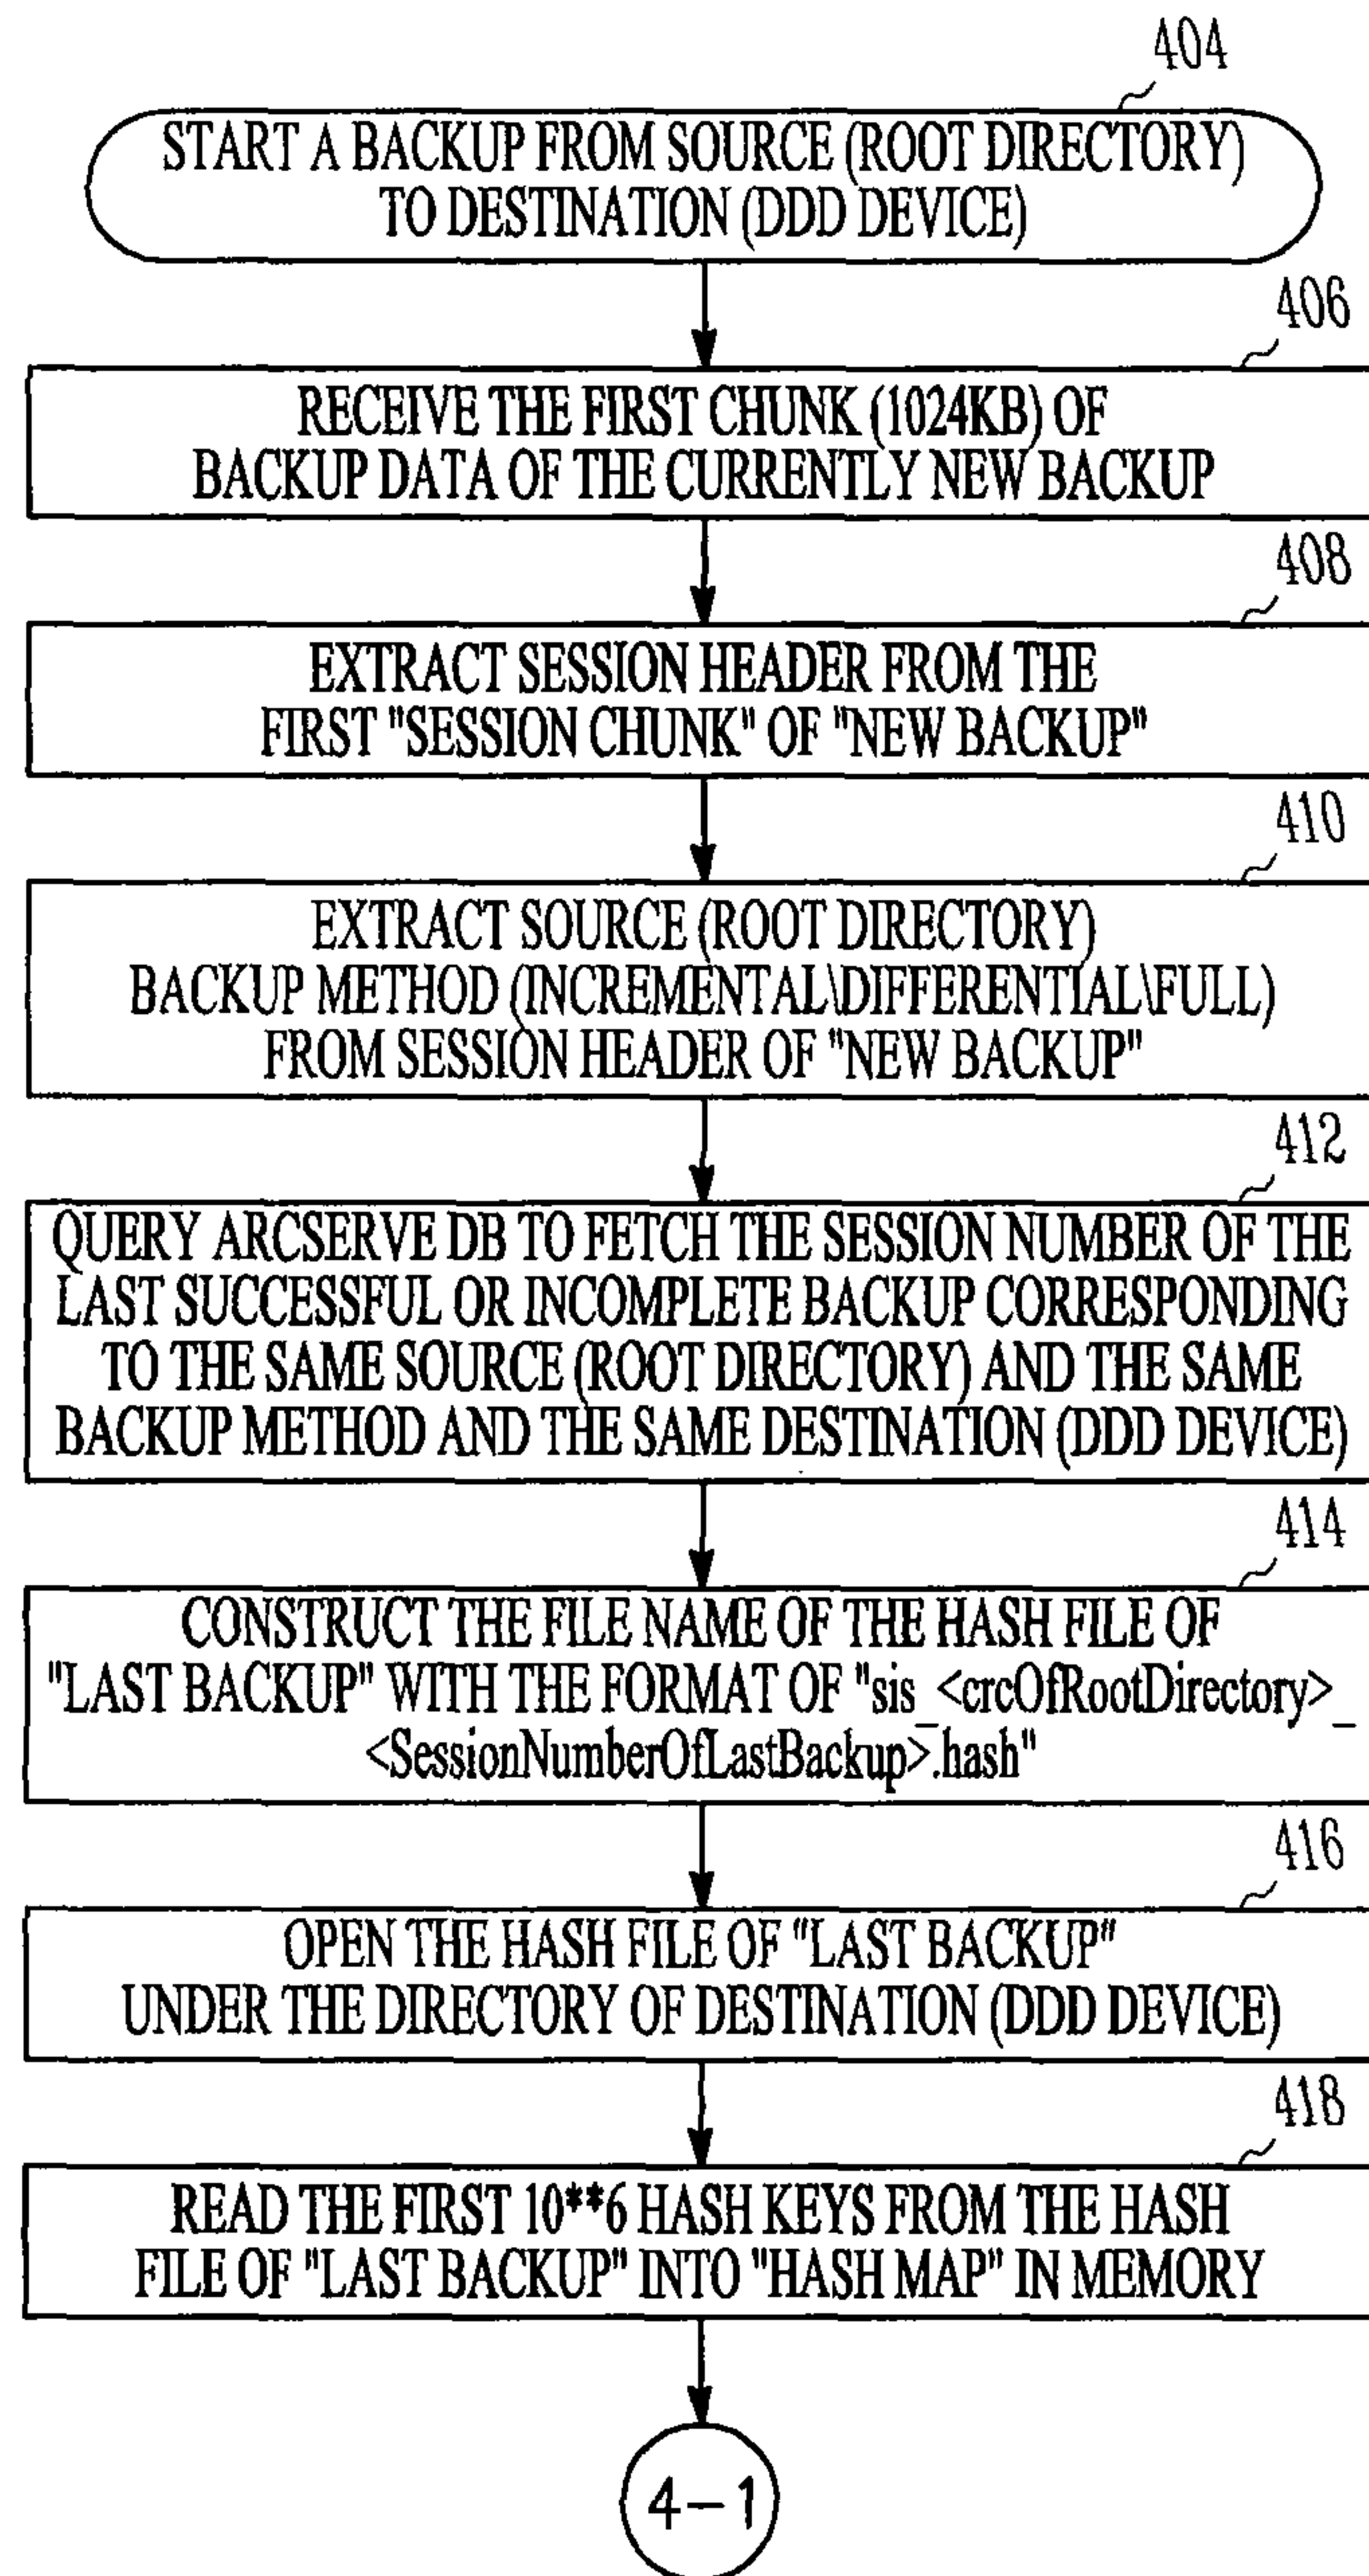 404
START A BACKUP FROM SOURCE (ROOT DIRECTORY)
TO DESTINATION (DDD DEVICE)
406
RECEIVE THE FIRST CHUNK (1024KB) OF
BACKUP DATA OF THE CURRENTLY NEW BACKUP
408
EXTRACT SESSION HEADER FROM THE
FIRST "SESSION CHUNK" OF "NEW BACKUP"
410
EXTRACT SOURCE (ROOT DIRECTORY)
BACKUP METHOD (INCREMENTAL\DIFFERENTIAL\FULL)
FROM SESSION HEADER OF "NEW BACKUP"
412
QUERY ARCSERVE DB TO FETCH THE SESSION NUMBER OF THE
LAST SUCCESSFUL OR INCOMPLETE BACKUP CORRESPONDING
TO THE SAME SOURCE (ROOT DIRECTORY) AND THE SAME
BACKUP METHOD AND THE SAME DESTINATION (DDD DEVICE)
414
CONSTRUCT THE FILE NAME OF THE HASH FILE OF
"LAST BACKUP" WITH THE FORMAT OF "sis_<crcOfRootDirectory>_
<SessionNumberOfLastBackup>.hash"
416
OPEN THE HASH FILE OF "LAST BACKUP"
UNDER THE DIRECTORY OF DESTINATION (DDD DEVICE)
418
READ THE FIRST 10**6 HASH KEYS FROM THE HASH
FILE OF "LAST BACKUP" INTO "HASH MAP" IN MEMORY
4-1